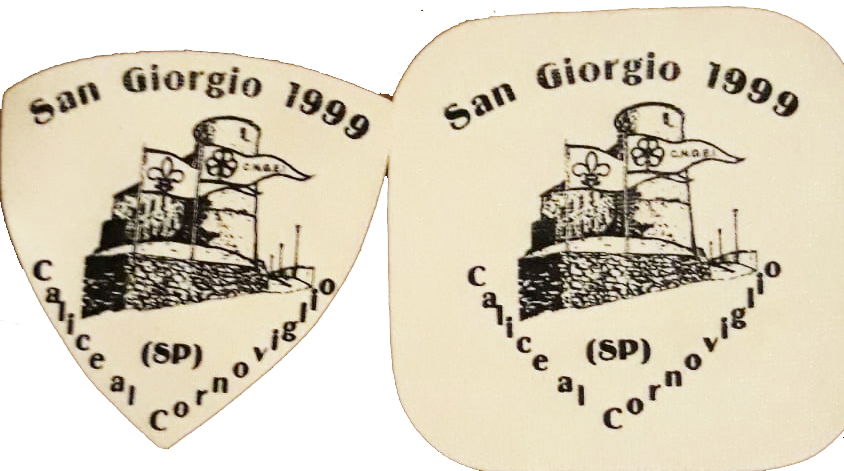 San Giorgio 1999
C.N.G.E.I
Calice al Cornoviglio
(SP)
San Giorgio 1999
C.N.G.E.I
Calice al Cornoviglio
(SP)